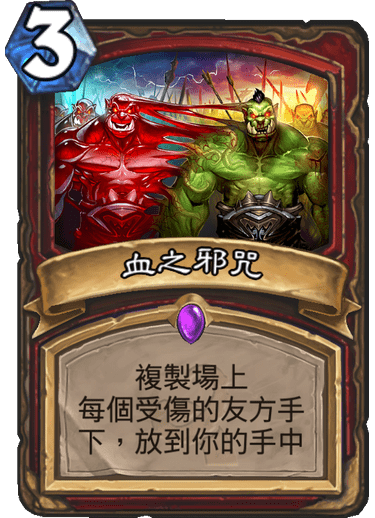 3
血之邪咒
複製場上
每個受傷的友方手
下，放到你的手中